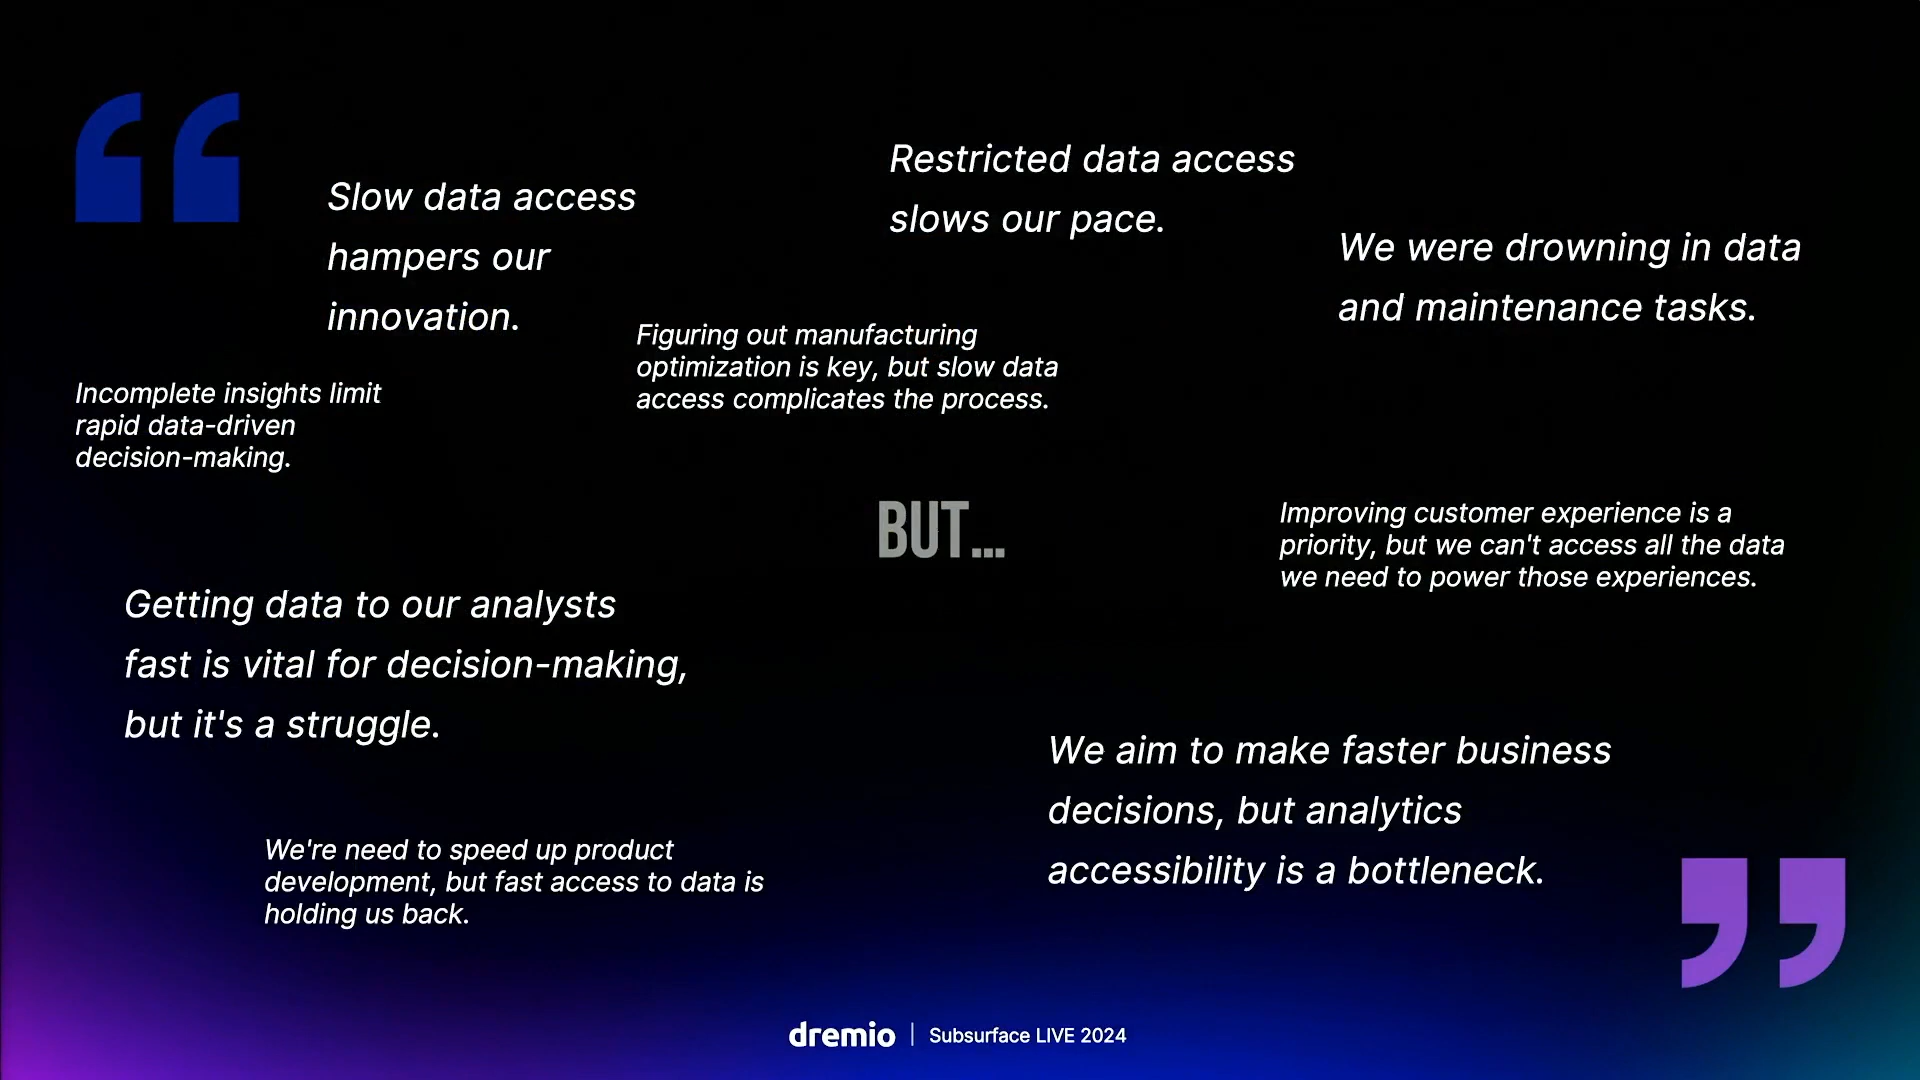 Slow data access
hampers our
innovation.
Restricted data access
slows our pace.
We were drowning in data
and maintenance tasks.
Figuring out manufacturing
optimization is key, but slow data
access complicates the process.
Incomplete insights limit
rapid data-driven
decision-making.
BUT...
Improving customer experience is a
priority, but we can't access all the data
we need to power those experiences.
Getting data to our analysts
fast is vital for decision-making,
but it's a struggle.
We aim to make faster business
decisions, but analytics
accessibility is a bottleneck.
We're need to speed up product
development, but fast access to data is
holding us back.
dremio | Subsurface LIVE 2024